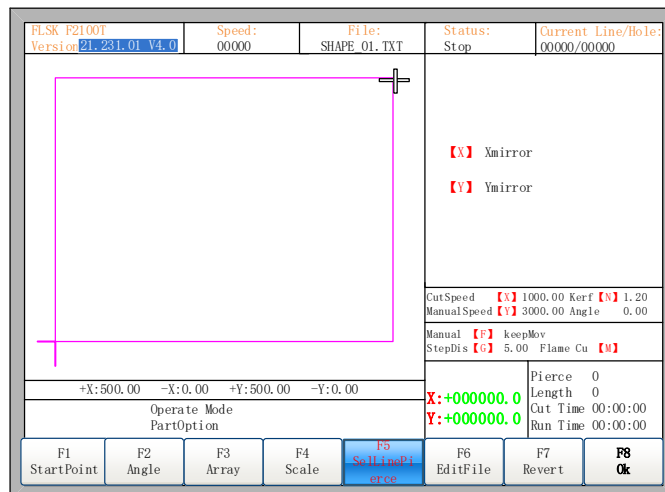 FLSK F2100T
Version 21.231.01 V4.0
Speed:
00000
File:
SHAPE_01.TXT
Status:
Stop
Current Line/Hole:
00000/00000
【X】 Xmirror
【Y】 Ymirror
CutSpeed 【X】 1000.00 Kerf 【N】 1.20
ManualSpeed 【Y】 3000.00 Angle 0.00
Manual 【F】 keepMov
StepDis 【G】 5.00 Flame Cu 【M】
+X:500.00 -X:0.00 +Y:500.00 -Y:0.00
Operate Mode
PartOption
X:+000000.0
Y:+000000.0
Pierce 0
Length 0
Cut Time 00:00:00
Run Time 00:00:00
F1
StartPoint
F2
Angle
F3
Array
F4
Scale
F5
SelLinePi
erce
F6
EditFile
F7
Revert
F8
Ok